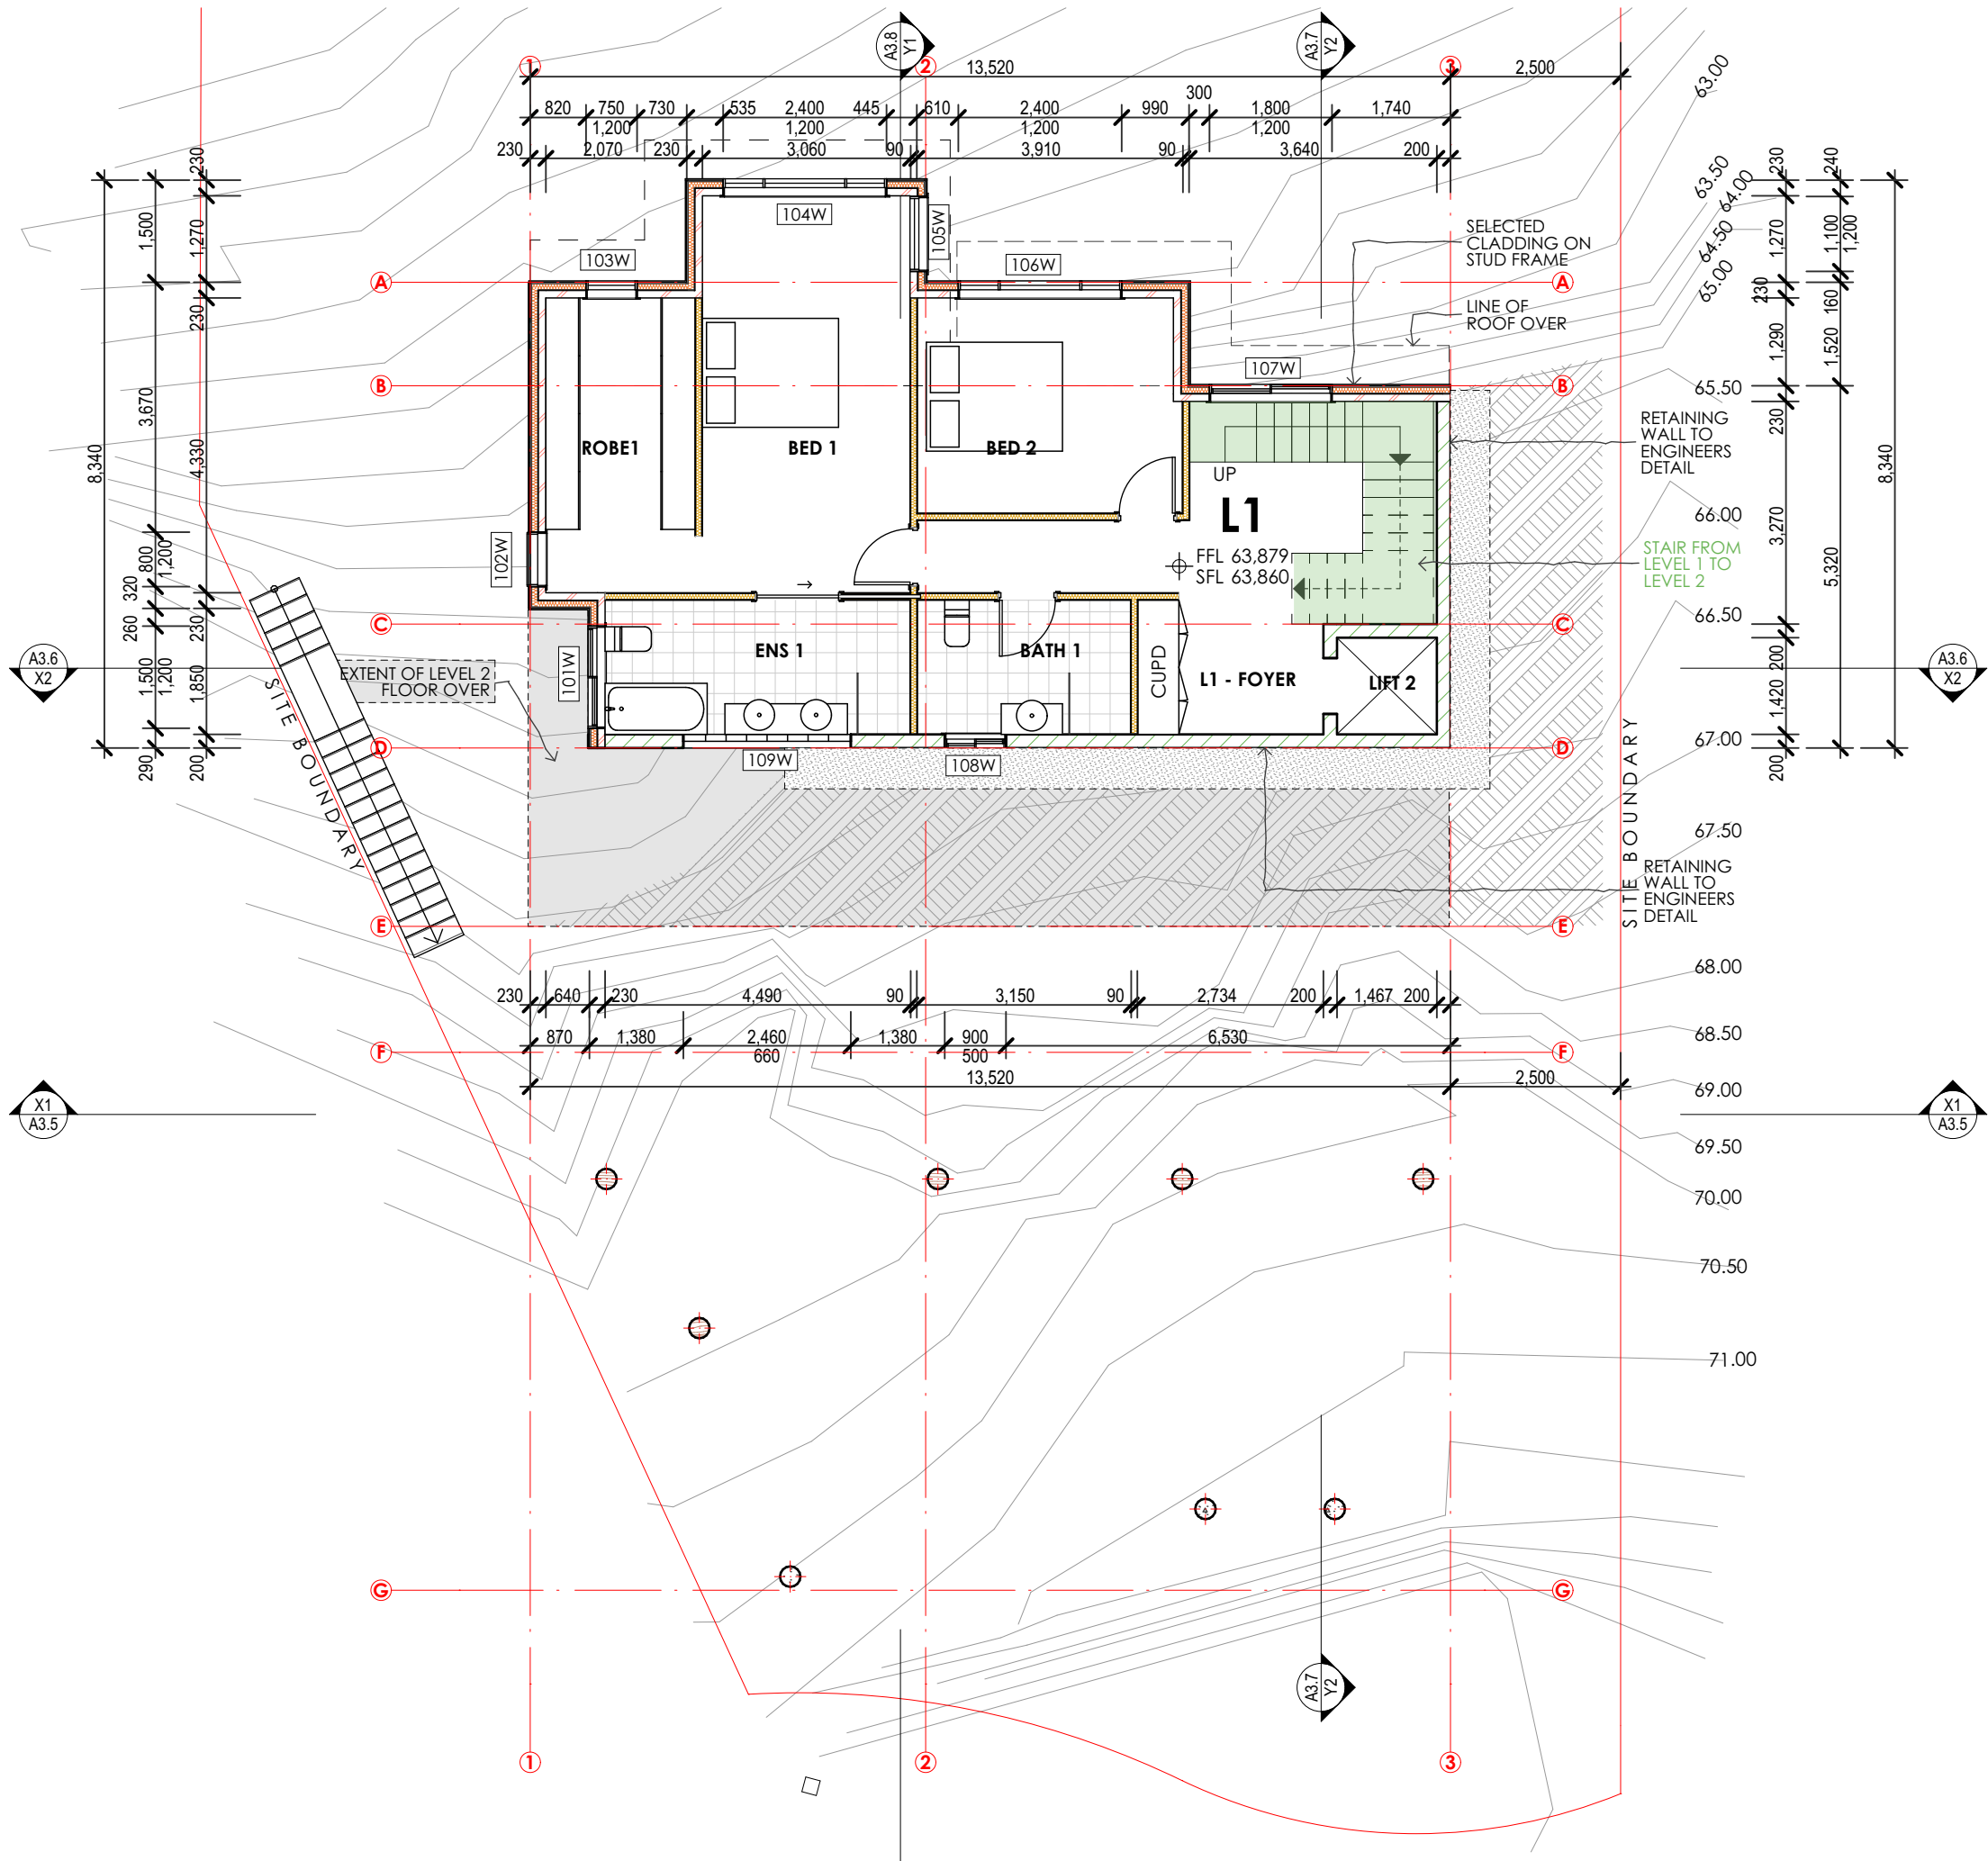 A3.8
Y1
A3.7
Y2
1
2
3
13,520
2,500
63.00
820
750
730
535
2,400
445
610
2,400
990
300
1,800
1,740
1,200
1,200
1,200
1,200
230
2,070
230
3,060
90
3,910
90
3,640
200
63.50
64.00
64.50
65.00
230
1,500
1,270
230
3,670
4,330
8,340
800
1,200
320
260
230
1,500
1,200
1,850
290
200
230
240
1,270
1,100
1,200
230
160
1,290
1,520
230
3,270
5,320
8,340
200
1,420
200
104W
105W
103W
106W
SELECTED
CLADDING ON
STUD FRAME
A
A
LINE OF
ROOF OVER
107W
B
B
65.50
RETAINING
WALL TO
ENGINEERS
DETAIL
ROBE1
BED 1
BED 2
UP
L1
66.00
102W
FFL 63,879
SFL 63,860
STAIR FROM
LEVEL 1 TO
LEVEL 2
66.50
C
C
ENS 1
BATH 1
CUPD
L1 - FOYER
LIFT 2
101W
A3.6
X2
A3.6
X2
EXTENT OF LEVEL 2
FLOOR OVER
SITE BOUNDARY
SITE BOUNDARY
67.00
D
D
109W
108W
67.50
RETAINING
WALL TO
ENGINEERS
DETAIL
E
E
68.00
230
640
230
4,490
90
3,150
90
2,734
200
1,467
200
68.50
870
1,380
2,460
1,380
900
6,530
660
500
F
F
13,520
2,500
69.00
X1
A3.5
X1
A3.5
69.50
70.00
70.50
71.00
G
G
A3.7
Y2
1
2
3